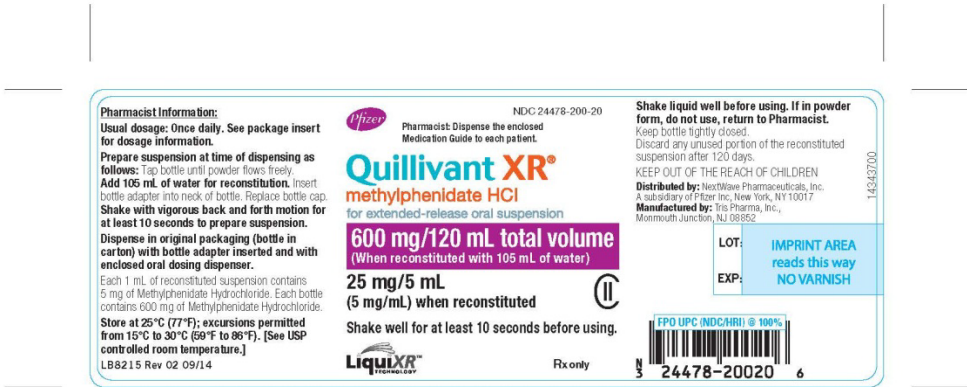 Pharmacist Information:
Usual dosage: Once daily. See package insert
for dosage information.
Prepare suspension at time of dispensing as
follows: Tap bottle until powder flows freely.
Add 105 mL of water for reconstitution. Insert
bottle adapter into neck of bottle. Replace bottle cap.
Shake with vigorous back and forth motion for
at least 10 seconds to prepare suspension.
Dispense in original packaging (bottle in
carton) with bottle adapter inserted and with
enclosed oral dosing dispenser.
Each 1 mL of reconstituted suspension contains
5 mg of Methylphenidate Hydrochloride. Each bottle
contains 600 mg of Methylphenidate Hydrochloride.
Store at 25°C (77°F); excursions permitted
from 15°C to 30°C (59°F to 86°F). [See USP
controlled room temperature.]
LB8215 Rev 02 09/14
Pfizer
NDC 24478-200-20
Pharmacist: Dispense the enclosed
Medication Guide to each patient.
Quillivant XR®
methylphenidate HCl
for extended-release oral suspension
600 mg/120 mL total volume
(When reconstituted with 105 mL of water)
25 mg/5 mL
(5 mg/mL) when reconstituted
CII
Shake well for at least 10 seconds before using.
LiquiXR™
TECHNOLOGY
Rx only
Shake liquid well before using. If in powder
form, do not use, return to Pharmacist.
Keep bottle tightly closed.
Discard any unused portion of the reconstituted
suspension after 120 days.
KEEP OUT OF THE REACH OF CHILDREN
Distributed by: NextWave Pharmaceuticals, Inc.
A subsidiary of Pfizer Inc, New York, NY 10017
Manufactured by: Tris Pharma, Inc.,
Monmouth Junction, NJ 08852
14343700
LOT:
EXP:
IMPRINT AREA
reads this way
NO VARNISH
FPO UPC (NDC/HRI) @ 100%
N
3 24478-20020 6